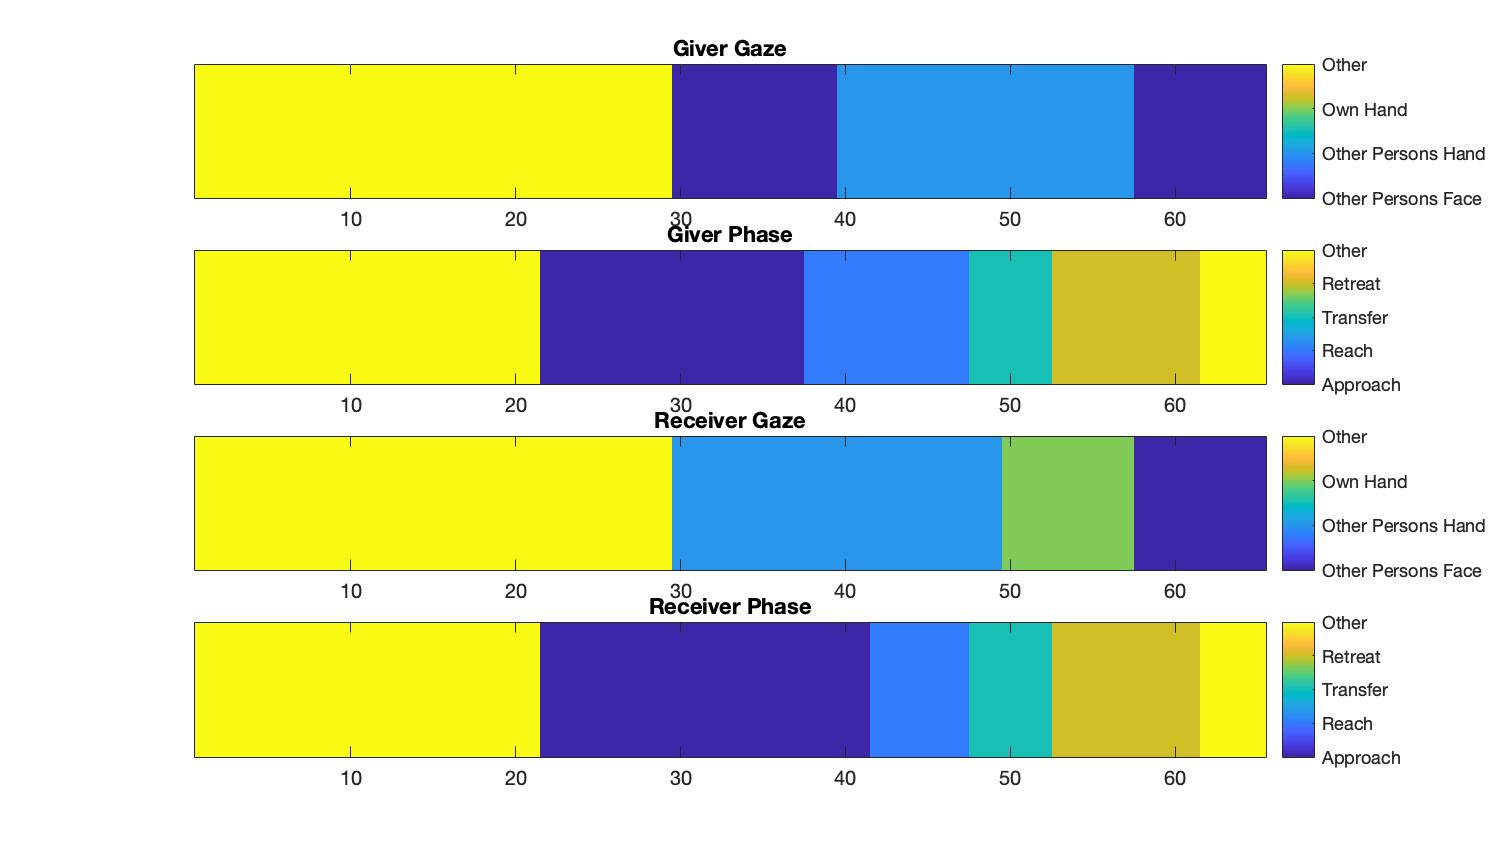 Giver Gaze
Other
Own Hand
Other Persons Hand
Other Persons Face
10 20 30 40 50 60
Giver Phase
Other
Retreat
Transfer
Reach
Approach
10 20 30 40 50 60
Receiver Gaze
Other
Own Hand
Other Persons Hand
Other Persons Face
10 20 30 40 50 60
Receiver Phase
Other
Retreat
Transfer
Reach
Approach
10 20 30 40 50 60